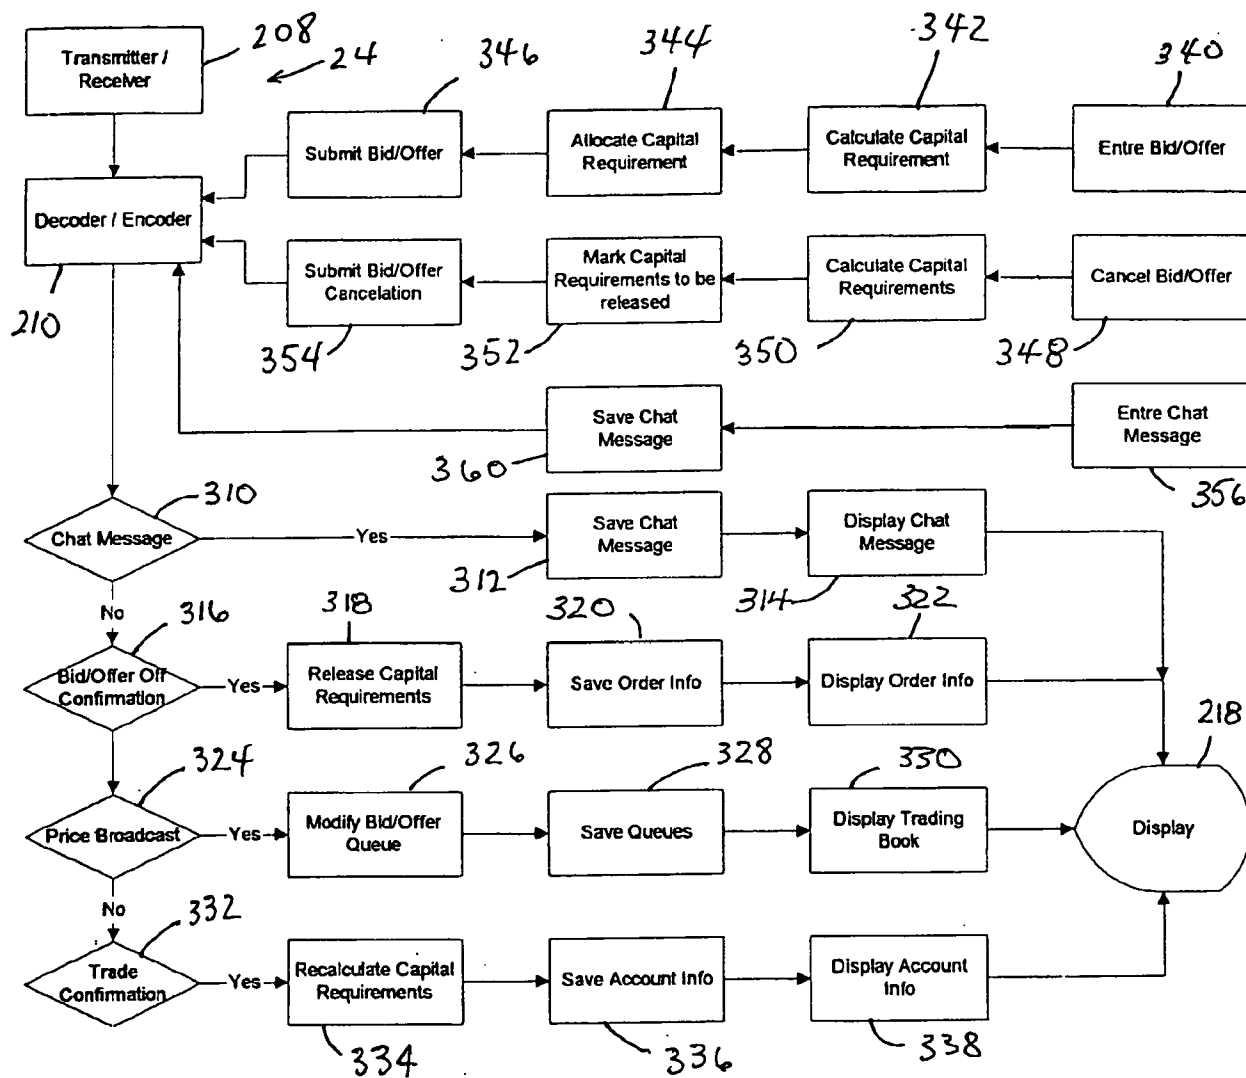 208
24
346
344
342
340
Transmitter /
Receiver
Submit Bid/Offer
Allocate Capital
Requirement
Calculate Capital
Requirement
Entre Bid/Offer
Decoder / Encoder
210
Submit Bid/Offer
Cancelation
354
Mark Capital
Requirements to be
released
352
Calculate Capital
Requirements
350
Cancel Bid/Offer
348
Save Chat
Message
360
Entre Chat
Message
356
310
Chat Message
Yes
Save Chat
Message
312
Display Chat
Message
314
No
316
Bid/Offer Off
Confirmation
Yes
318
Release Capital
Requirements
320
Save Order Info
322
Display Order Info
218
Display
324
Price Broadcast
Yes
326
Modify Bid/Offer
Queue
328
Save Queues
330
Display Trading
Book
No
332
Trade
Confirmation
Yes
Recalculate Capital
Requirements
334
Save Account Info
336
Display Account
Info
338